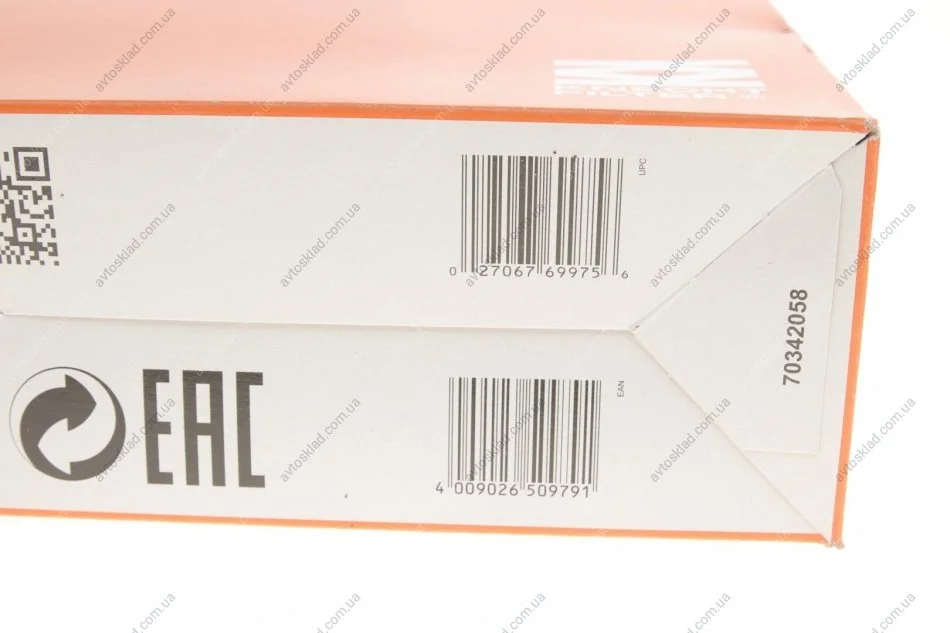 UPC
0 27067 69975 6
70342058
EAC
EAN
4 009026 509791
avtosklad.com.ua